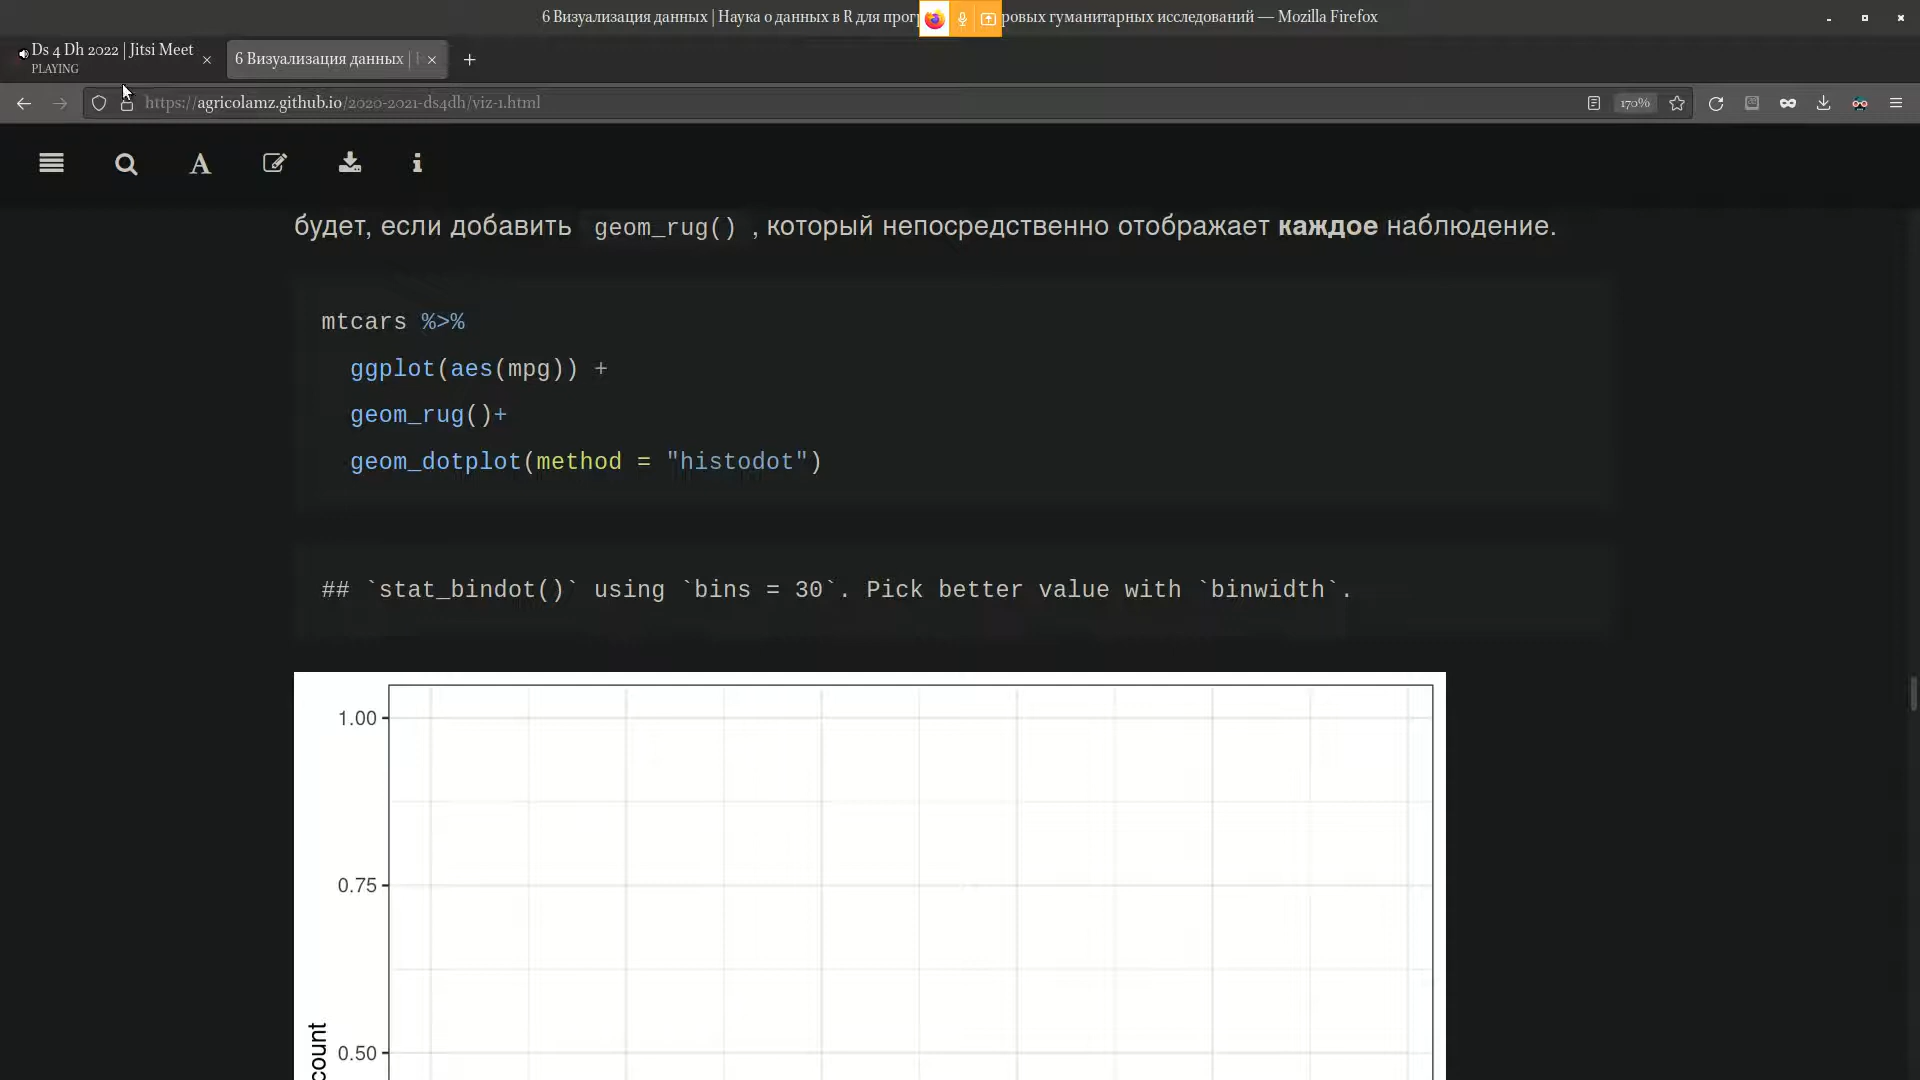 6 Визуализация данных | Наука о данных в R для прог ровых гуманитарных исследований — Mozilla Firefox
Ds 4 Dh 2022 | Jitsi Meet
PLAYING
6 Визуализация данных |
https://agricolamz.github.io/2020-2021-ds4dh/viz-1.html
170%
будет, если добавить geom_rug() , который непосредственно отображает каждое наблюдение.
mtcars %>%
ggplot(aes(mpg)) +
geom_rug()+
geom_dotplot(method = "histodot")
## `stat_bindot()` using `bins = 30`. Pick better value with `binwidth`.
1.00
0.75
0.50
count